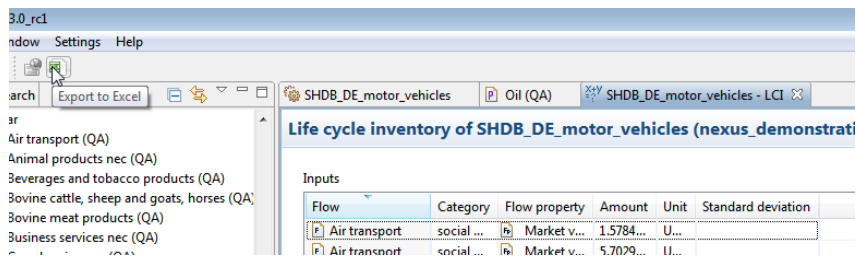 3.0_rc1
ndow Settings Help
earch Export to Excel
SHDB_DE_motor_vehicles Oil (QA) SHDB_DE_motor_vehicles - LCI
ar
Air transport (QA)
Animal products nec (QA)
Beverages and tobacco products (QA)
Bovine cattle, sheep and goats, horses (QA)
Bovine meat products (QA)
Business services nec (QA)
Life cycle inventory of SHDB_DE_motor_vehicles (nexus_demonstrati
Inputs
Flow Category Flow property Amount Unit Standard deviation
Air transport social ... Market v... 1.5784... U...
Air transport social ... Market v... 5.7029... U...